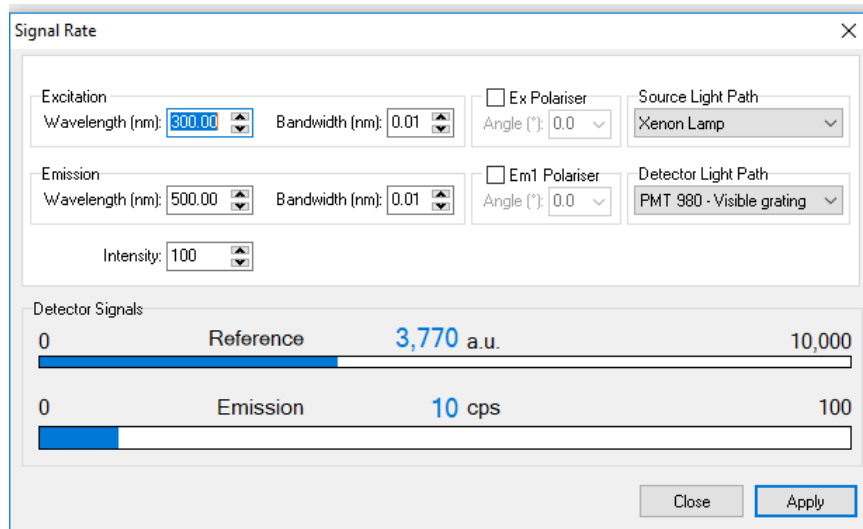 Signal Rate
Excitation
Wavelength (nm): 300.00 Bandwidth (nm): 0.01
Ex Polariser
Angle (°): 0.0
Source Light Path
Xenon Lamp
Emission
Wavelength (nm): 500.00 Bandwidth (nm): 0.01
Em1 Polariser
Angle (°): 0.0
Detector Light Path
PMT 980 - Visible grating
Intensity: 100
Detector Signals
0 Reference 3,770 a.u. 10,000
0 Emission 10 cps 100
Close Apply